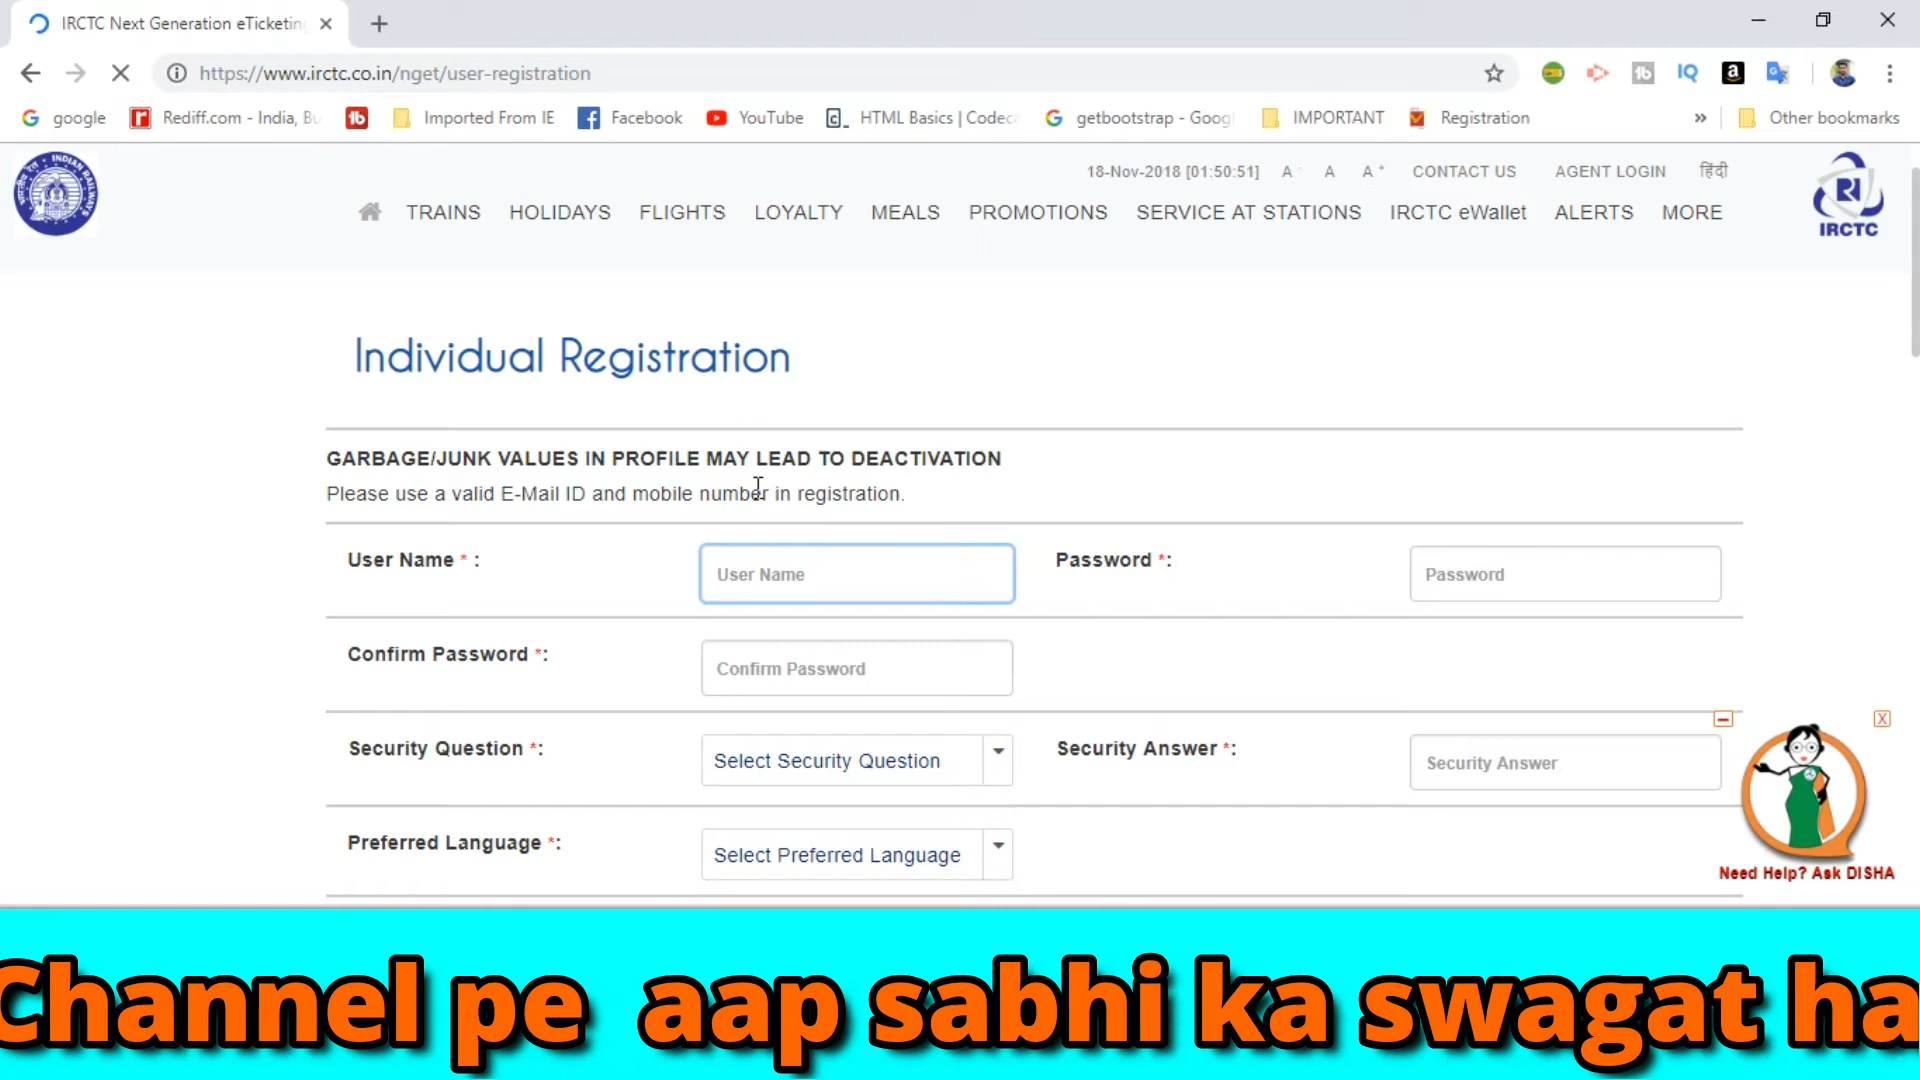 IRCTC Next Generation eTicketing
https://www.irctc.co.in/nget/user-registration
google Rediff.com - India, Bu Imported From IE Facebook YouTube HTML Basics | Codeca getbootstrap - Goog IMPORTANT Registration » Other bookmarks
18-Nov-2018 [01:50:51] A- A A+ CONTACT US AGENT LOGIN हिंदी
INDIAN RAILWAYS
TRAINS HOLIDAYS FLIGHTS LOYALTY MEALS PROMOTIONS SERVICE AT STATIONS IRCTC eWallet ALERTS MORE
IRCTC
Individual Registration
GARBAGE/JUNK VALUES IN PROFILE MAY LEAD TO DEACTIVATION
Please use a valid E-Mail ID and mobile number in registration.
User Name * : User Name Password *: Password
Confirm Password *: Confirm Password
Security Question *: Select Security Question Security Answer *: Security Answer
Preferred Language *: Select Preferred Language
Need Help? Ask DISHA
Channel pe aap sabhi ka swagat ha